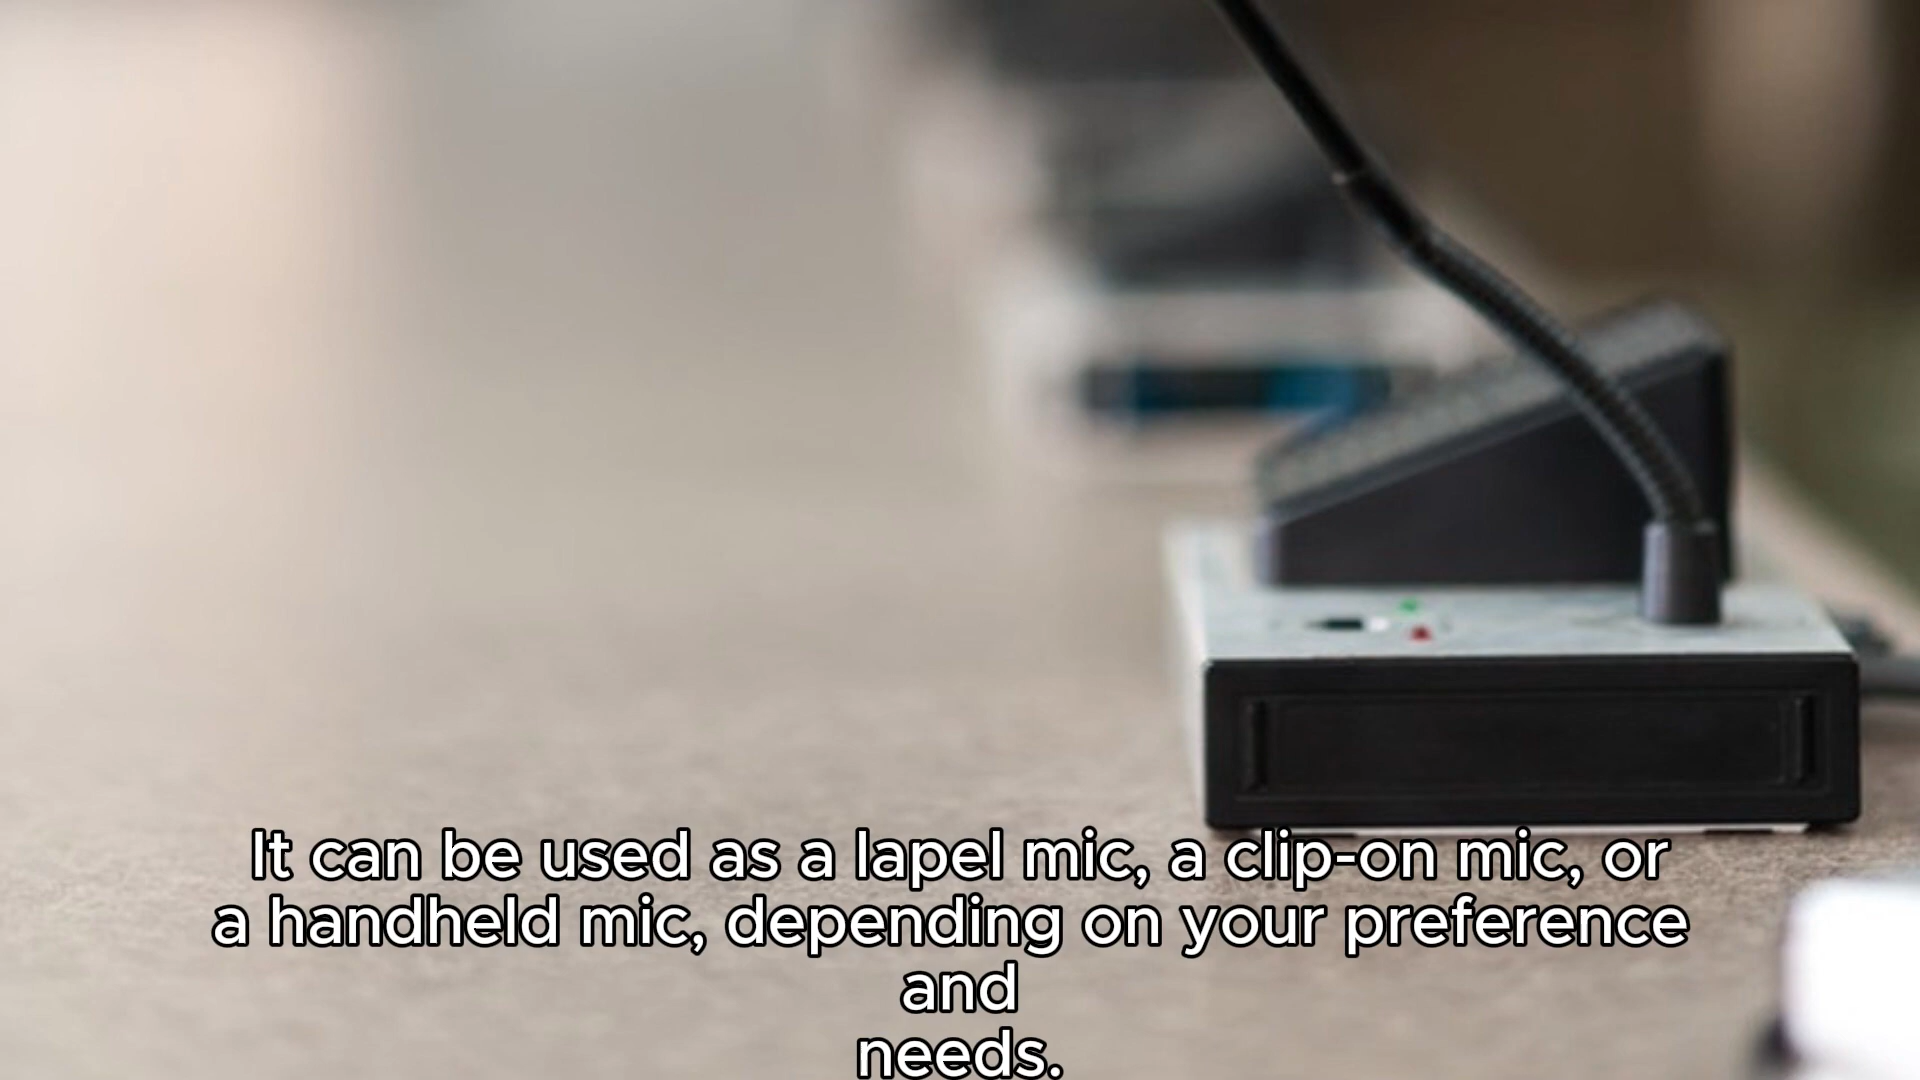 It can be used as a lapel mic, a clip-on mic, or
a handheld mic, depending on your preference
and
needs.